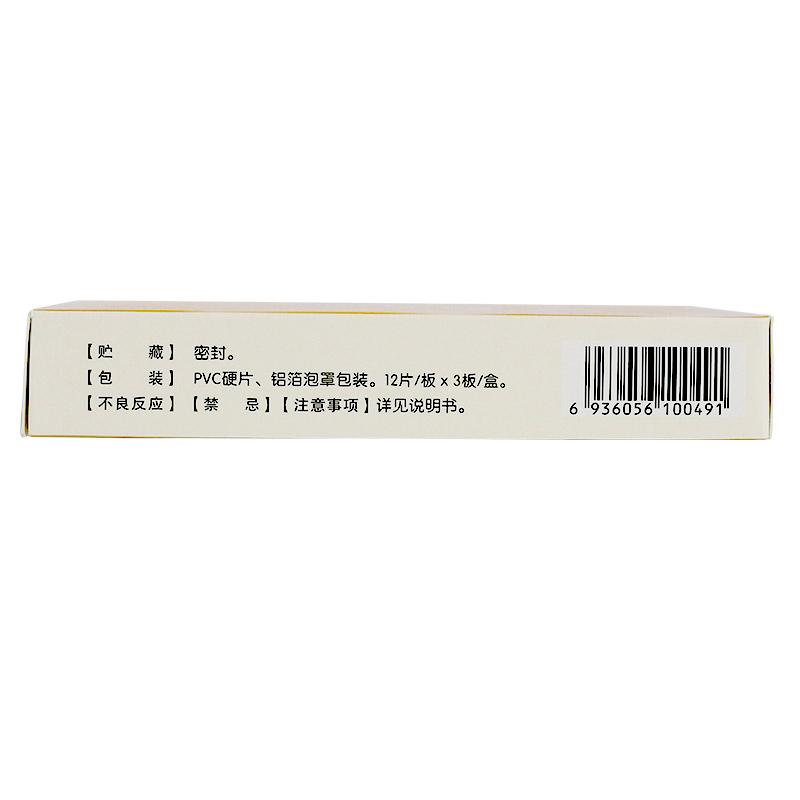 【贮 藏】 密封。
【包 装】 PVC硬片、铝箔泡罩包装。12片/板 x 3板/盒。
【不良反应】【禁 忌】【注意事项】详见说明书。
6 936056 100491